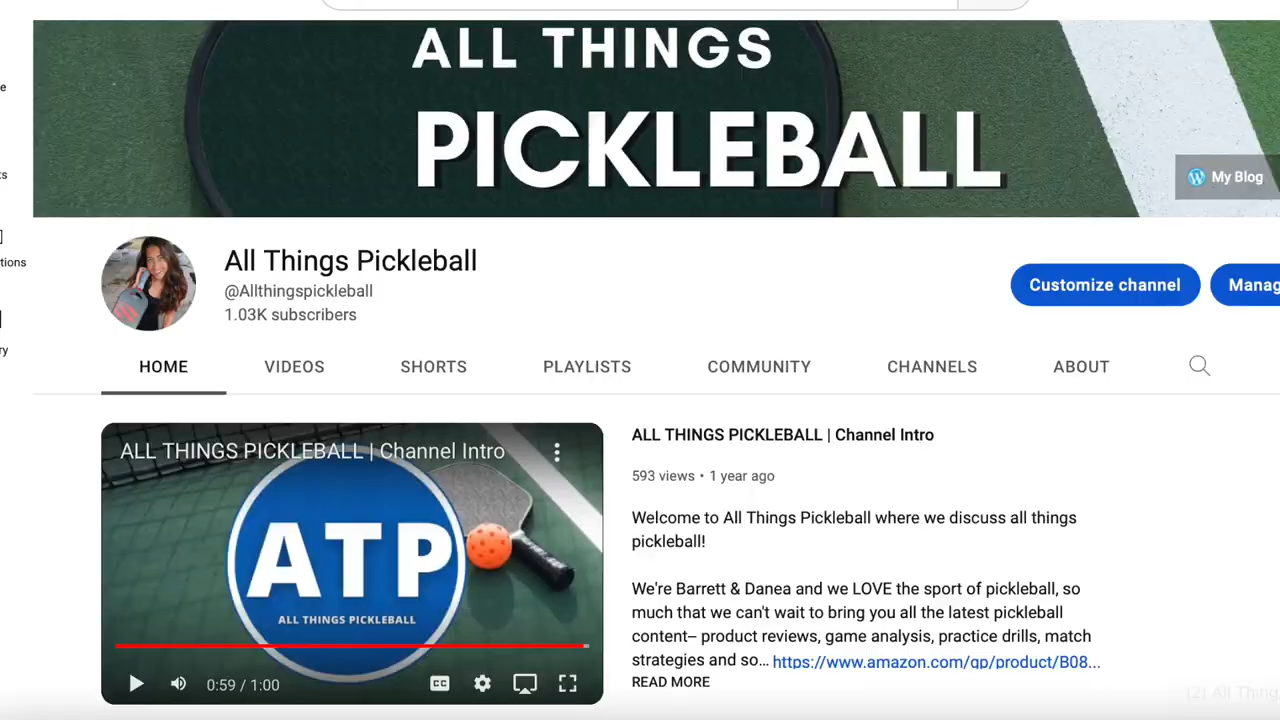 ALL THINGS
PICKLEBALL
My Blog
All Things Pickleball
@Allthingspickleball
1.03K subscribers
Customize channel
Manag
HOME
VIDEOS
SHORTS
PLAYLISTS
COMMUNITY
CHANNELS
ABOUT
ALL THINGS PICKLEBALL | Channel Intro
ATP
ALL THINGS PICKLEBALL
0:59 / 1:00
CC
ALL THINGS PICKLEBALL | Channel Intro
593 views • 1 year ago
Welcome to All Things Pickleball where we discuss all things
pickleball!
We're Barrett & Danea and we LOVE the sport of pickleball, so
much that we can't wait to bring you all the latest pickleball
content– product reviews, game analysis, practice drills, match
strategies and so... https://www.amazon.com/gp/product/B08...
READ MORE
(2) All Thing